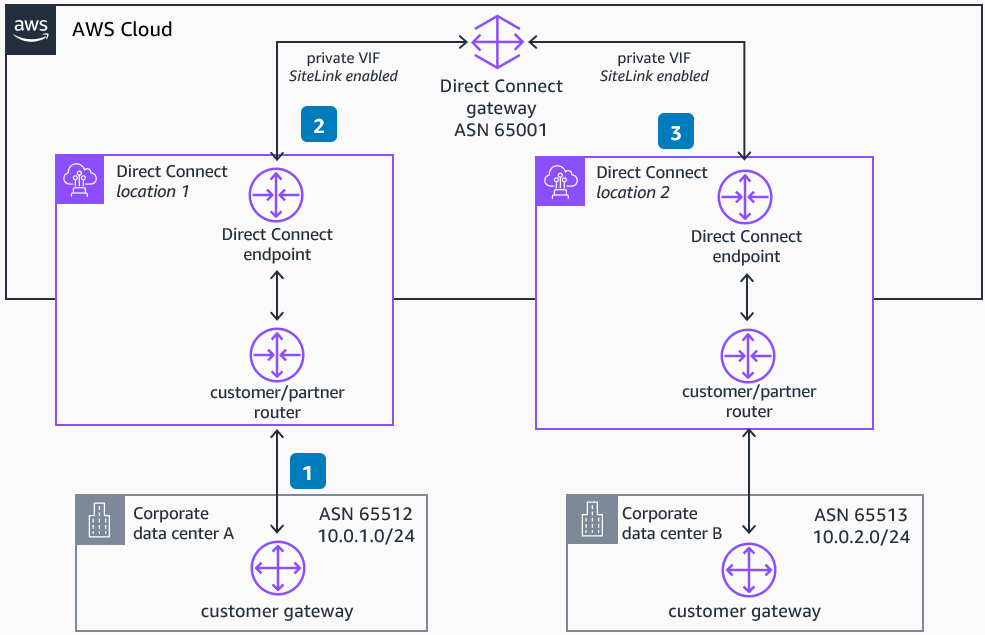 aws
AWS Cloud
private VIF
SiteLink enabled
Direct Connect
gateway
ASN 65001
private VIF
SiteLink enabled
2
3
Direct Connect
location 1
Direct Connect
endpoint
customer/partner
router
Direct Connect
location 2
Direct Connect
endpoint
customer/partner
router
1
Corporate
data center A
ASN 65512
10.0.1.0/24
customer gateway
Corporate
data center B
ASN 65513
10.0.2.0/24
customer gateway